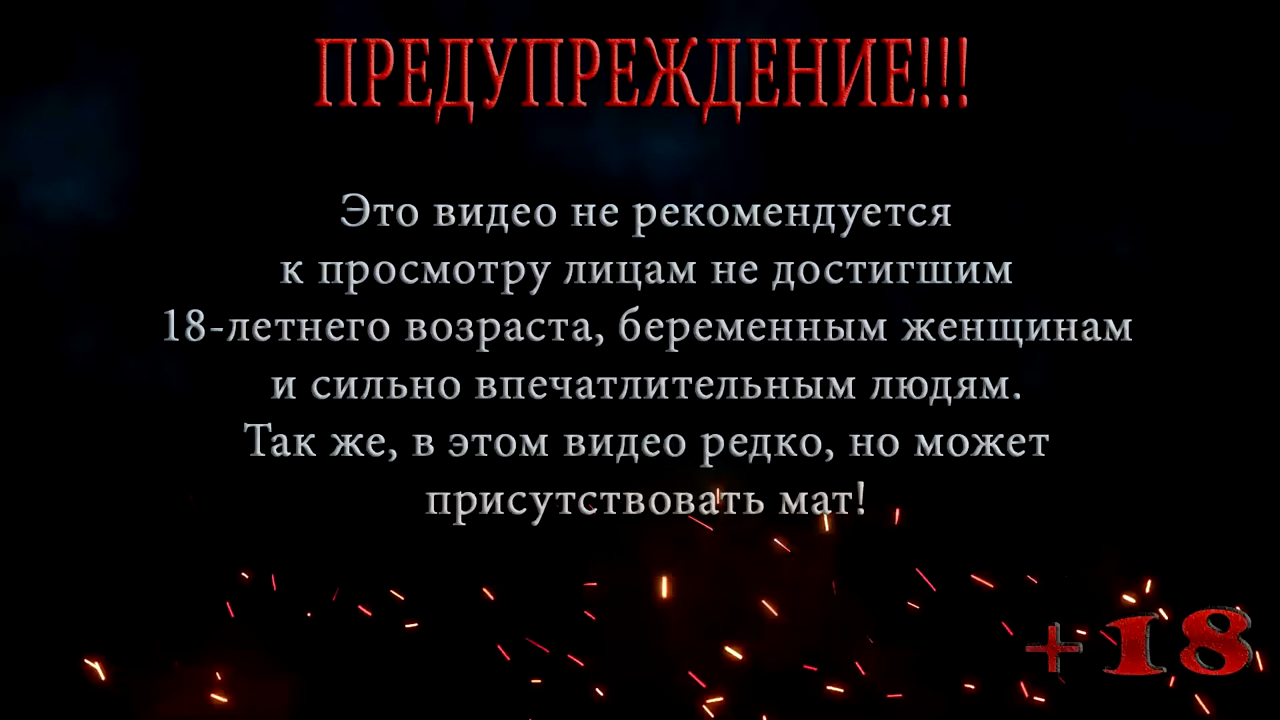 ПРЕДУПРЕЖДЕНИЕ!!!
Это видео не рекомендуется
к просмотру лицам не достигшим
18-летнего возраста, беременным женщинам
и сильно впечатлительным людям.
Так же, в этом видео редко, но может
присутствовать мат!
+18